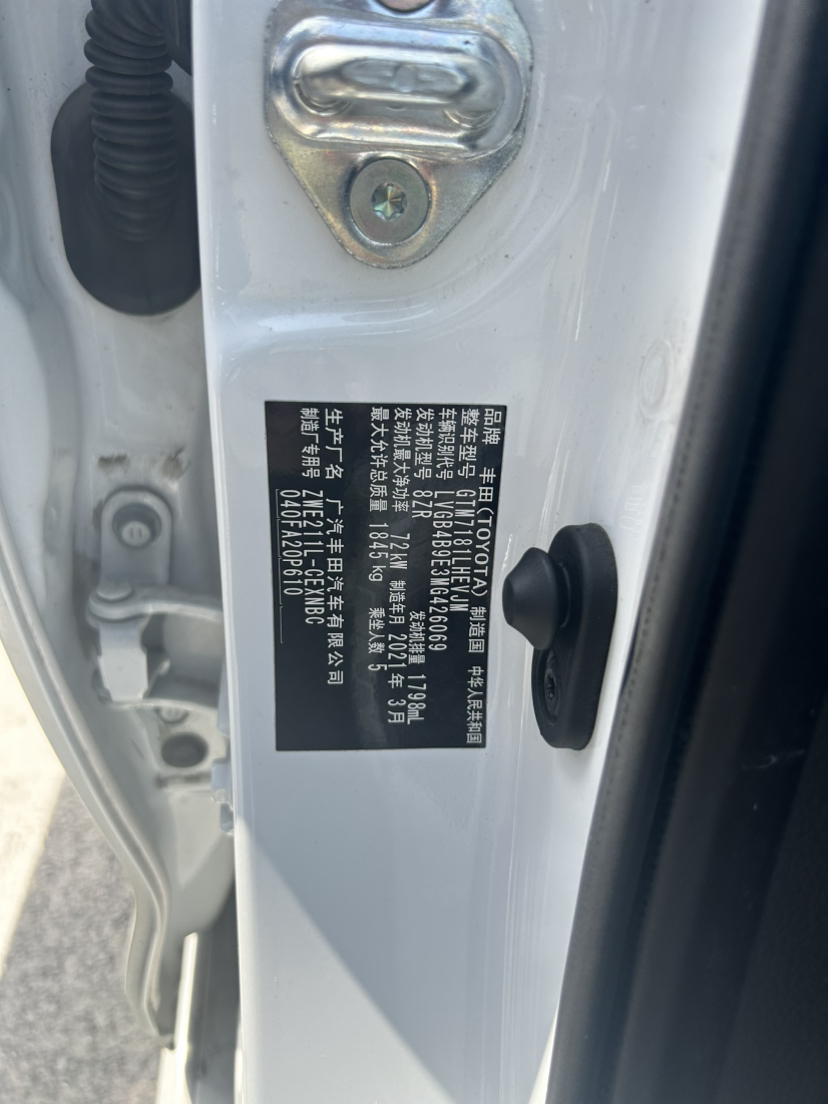 品牌 丰田(TOYOTA) 制造国 中华人民共和国
整车型号 GTM7181LHEVJM
车辆识别代号 LVGB4B9E3MG426069
发动机型号 8ZR 发动机排量 1798mL
发动机最大净功率 72kW 制造年月 2021年 3月
最大允许总质量 1845kg 乘坐人数 5
生产厂名 广汽丰田汽车有限公司
制造厂专用号 ZWE211L-CEXNBC
040FA20P610